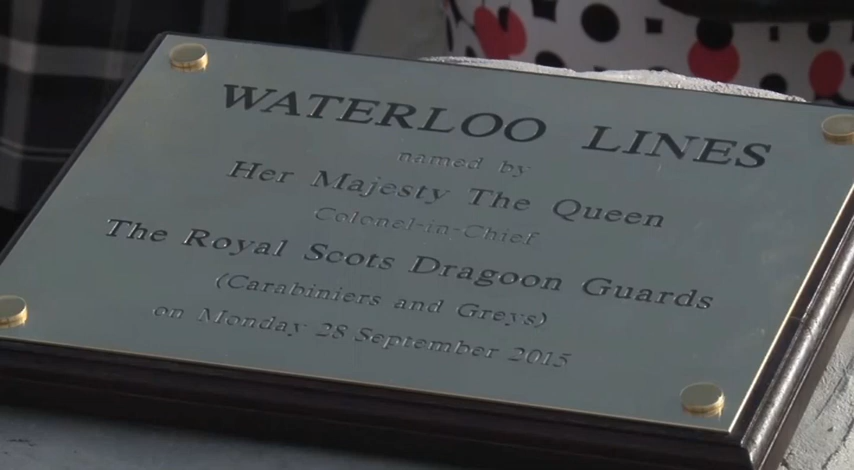 WATERLOO LINES
named by
Her Majesty The Queen
Colonel-in-Chief
The Royal Scots Dragoon Guards
(Carabiniers and Greys)
on Monday 28 September 2015